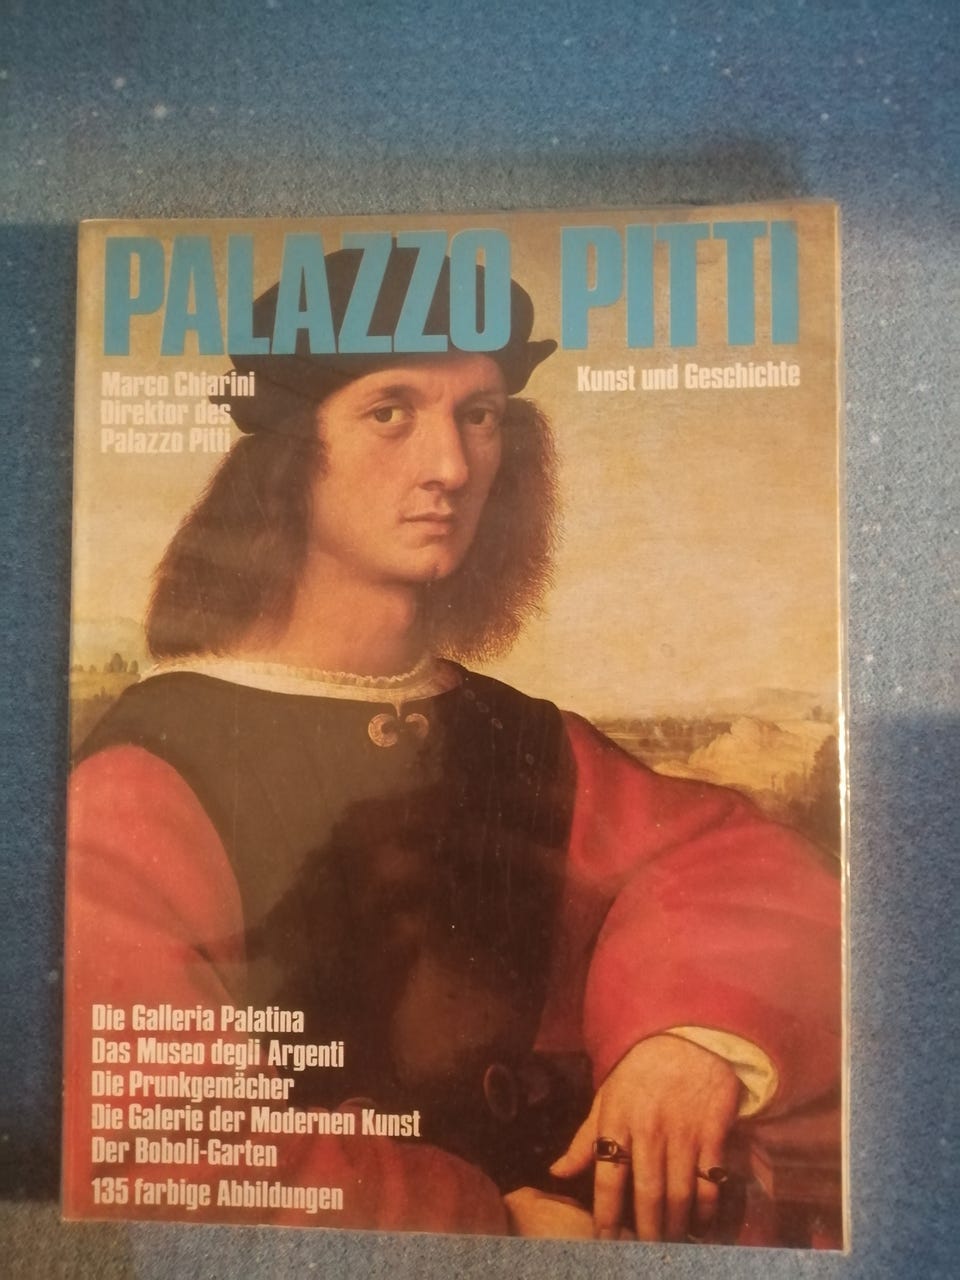 PALAZZO PITTI
Marco Chiarini
Direktor des
Palazzo Pitti
Kunst und Geschichte
Die Galleria Palatina
Das Museo degli Argenti
Die Prunkgemächer
Die Galerie der Modernen Kunst
Der Boboli-Garten
135 farbige Abbildungen